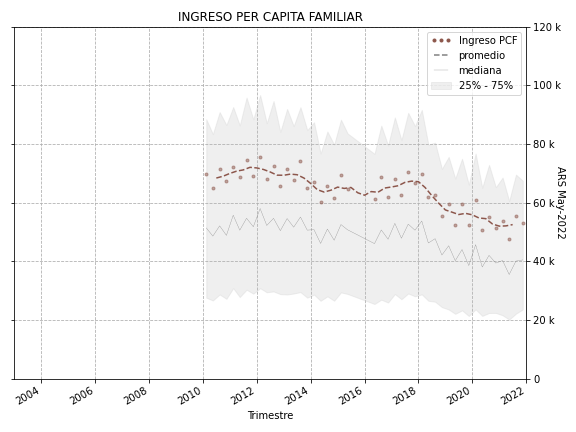 INGRESO PER CAPITA FAMILIAR
Ingreso PCF
promedio
mediana
25% - 75%
120 k
100 k
80 k
60 k
40 k
20 k
0
ARS May-2022
2004
2006
2008
2010
2012
2014
2016
2018
2020
2022
Trimestre